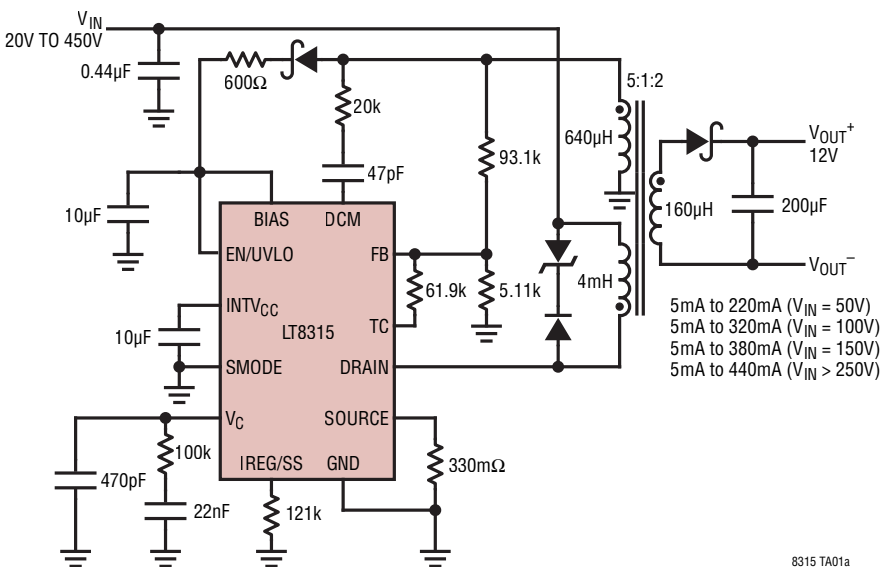 V_IN
20V TO 450V
0.44µF
600Ω
20k
47pF
93.1k
5:1:2
640µH
160µH
V_OUT+
12V
200µF
V_OUT−
10µF
BIAS
DCM
EN/UVLO
FB
61.9k
5.11k
4mH
INTV_CC
TC
10µF
LT8315
SMODE
DRAIN
5mA to 220mA (V_IN = 50V)
5mA to 320mA (V_IN = 100V)
5mA to 380mA (V_IN = 150V)
5mA to 440mA (V_IN > 250V)
V_C
SOURCE
100k
IREG/SS
GND
330mΩ
470pF
22nF
121k
8315 TA01a